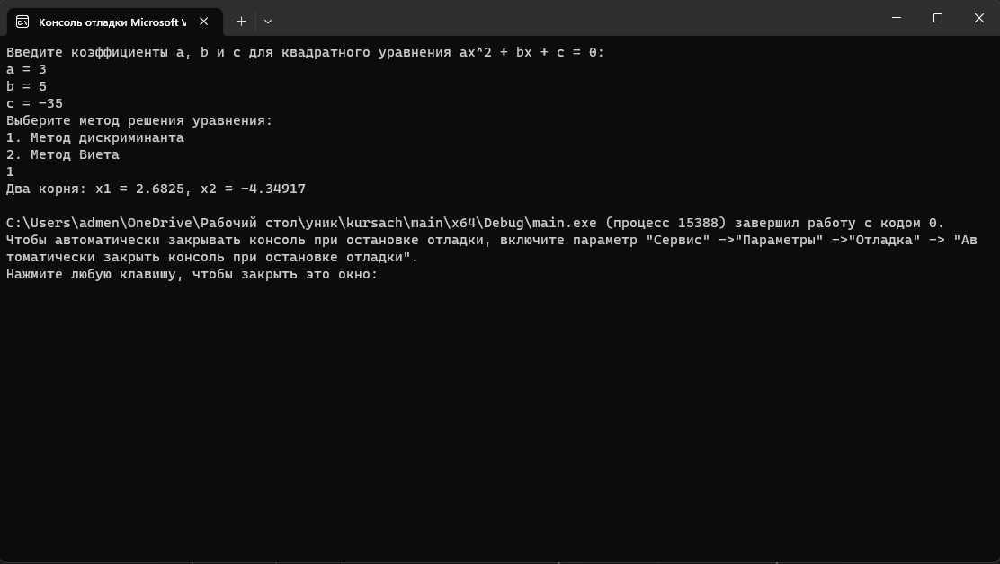 Консоль отладки Microsoft V
Введите коэффициенты a, b и c для квадратного уравнения ax^2 + bx + c = 0:
a = 3
b = 5
c = -35
Выберите метод решения уравнения:
1. Метод дискриминанта
2. Метод Виета
1
Два корня: x1 = 2.6825, x2 = -4.34917
C:\Users\admen\OneDrive\Рабочий стол\уник\kursach\main\x64\Debug\main.exe (процесс 15388) завершил работу с кодом 0.
Чтобы автоматически закрывать консоль при остановке отладки, включите параметр "Сервис" ->"Параметры" ->"Отладка" -> "Ав
томатически закрыть консоль при остановке отладки".
Нажмите любую клавишу, чтобы закрыть это окно: